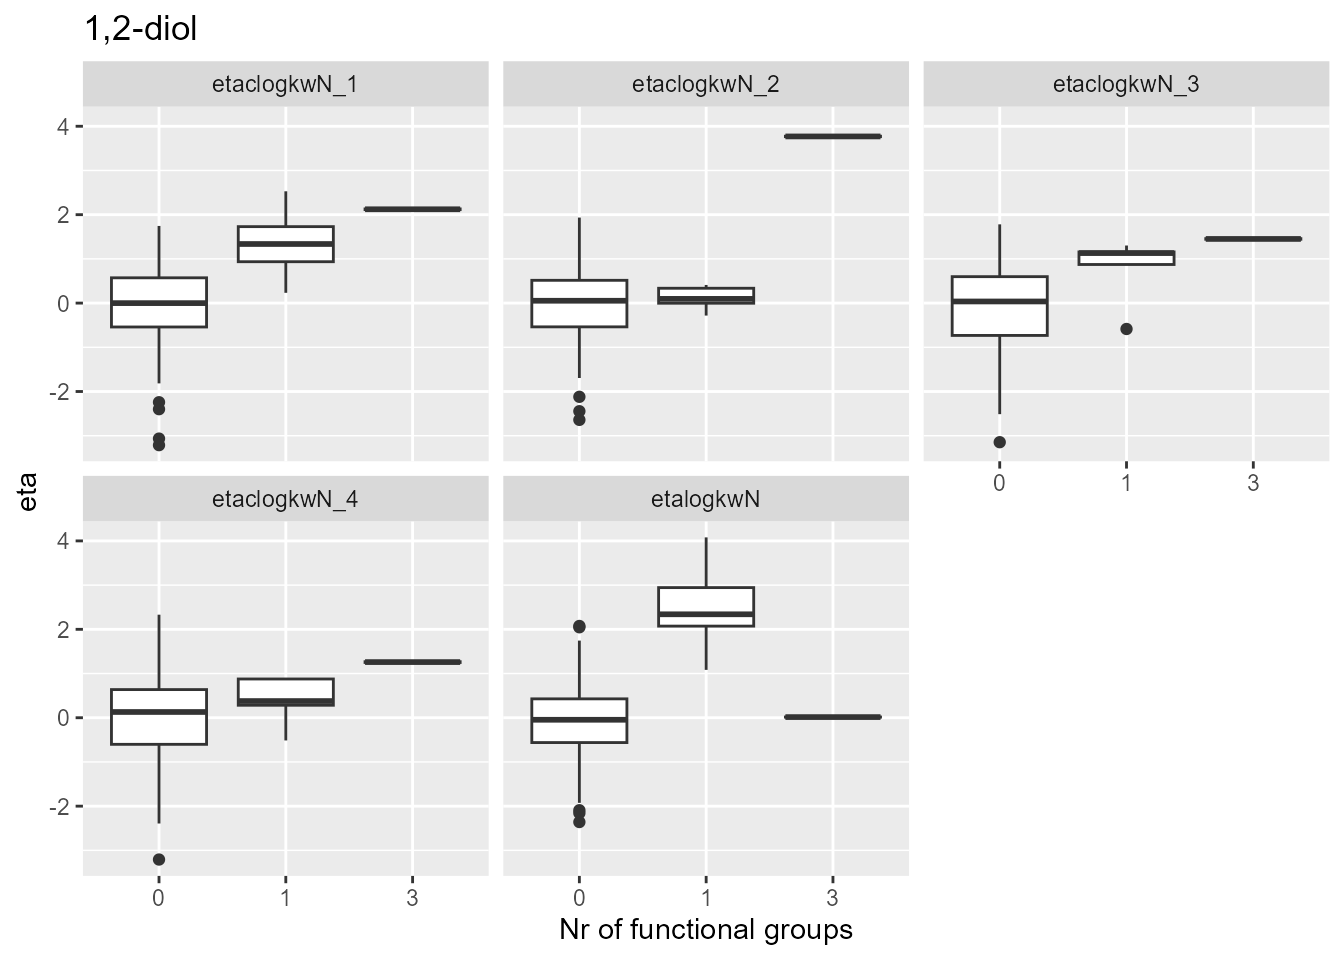 1,2-diol
etaclogkwN_1
etaclogkwN_2
etaclogkwN_3
4
2
0
-2
0
1
3
etaclogkwN_4
etalogkwN
4
2
0
-2
0
1
3
0
1
3
eta
Nr of functional groups